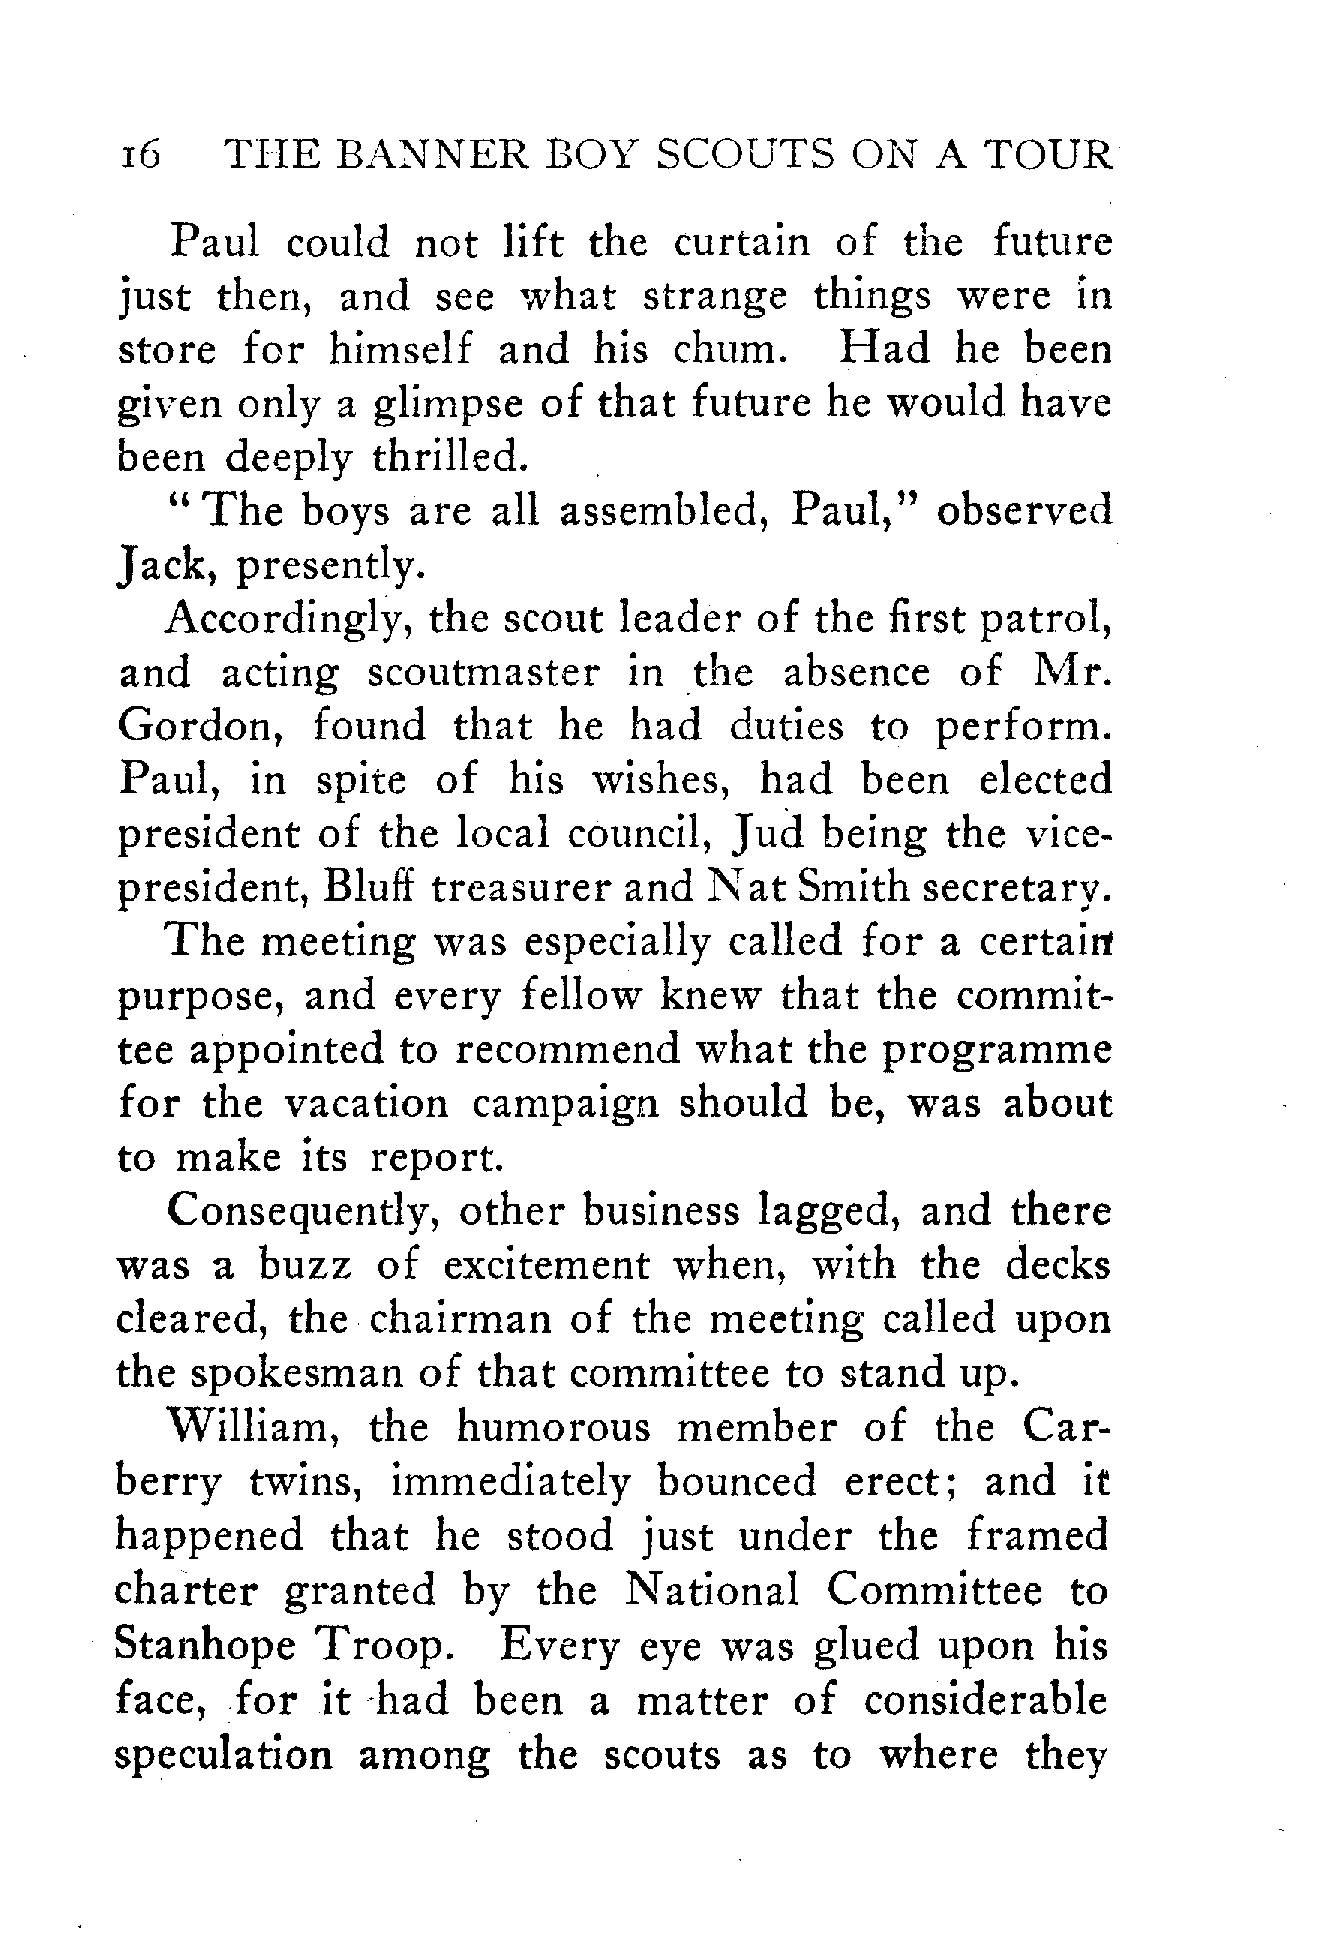 16 THE BANNER BOY SCOUTS ON A TOUR
Paul could not lift the curtain of the future
just then, and see what strange things were in
store for himself and his chum. Had he been
given only a glimpse of that future he would have
been deeply thrilled.
“ The boys are all assembled, Paul,” observed
Jack, presently.
Accordingly, the scout leader of the first patrol,
and acting scoutmaster in the absence of Mr.
Gordon, found that he had duties to perform.
Paul, in spite of his wishes, had been elected
president of the local council, Jud being the vice-
president, Bluff treasurer and Nat Smith secretary.
The meeting was especially called for a certain
purpose, and every fellow knew that the commit-
tee appointed to recommend what the programme
for the vacation campaign should be, was about
to make its report.
Consequently, other business lagged, and there
was a buzz of excitement when, with the decks
cleared, the chairman of the meeting called upon
the spokesman of that committee to stand up.
William, the humorous member of the Car-
berry twins, immediately bounced erect; and it
happened that he stood just under the framed
charter granted by the National Committee to
Stanhope Troop. Every eye was glued upon his
face, for it had been a matter of considerable
speculation among the scouts as to where they